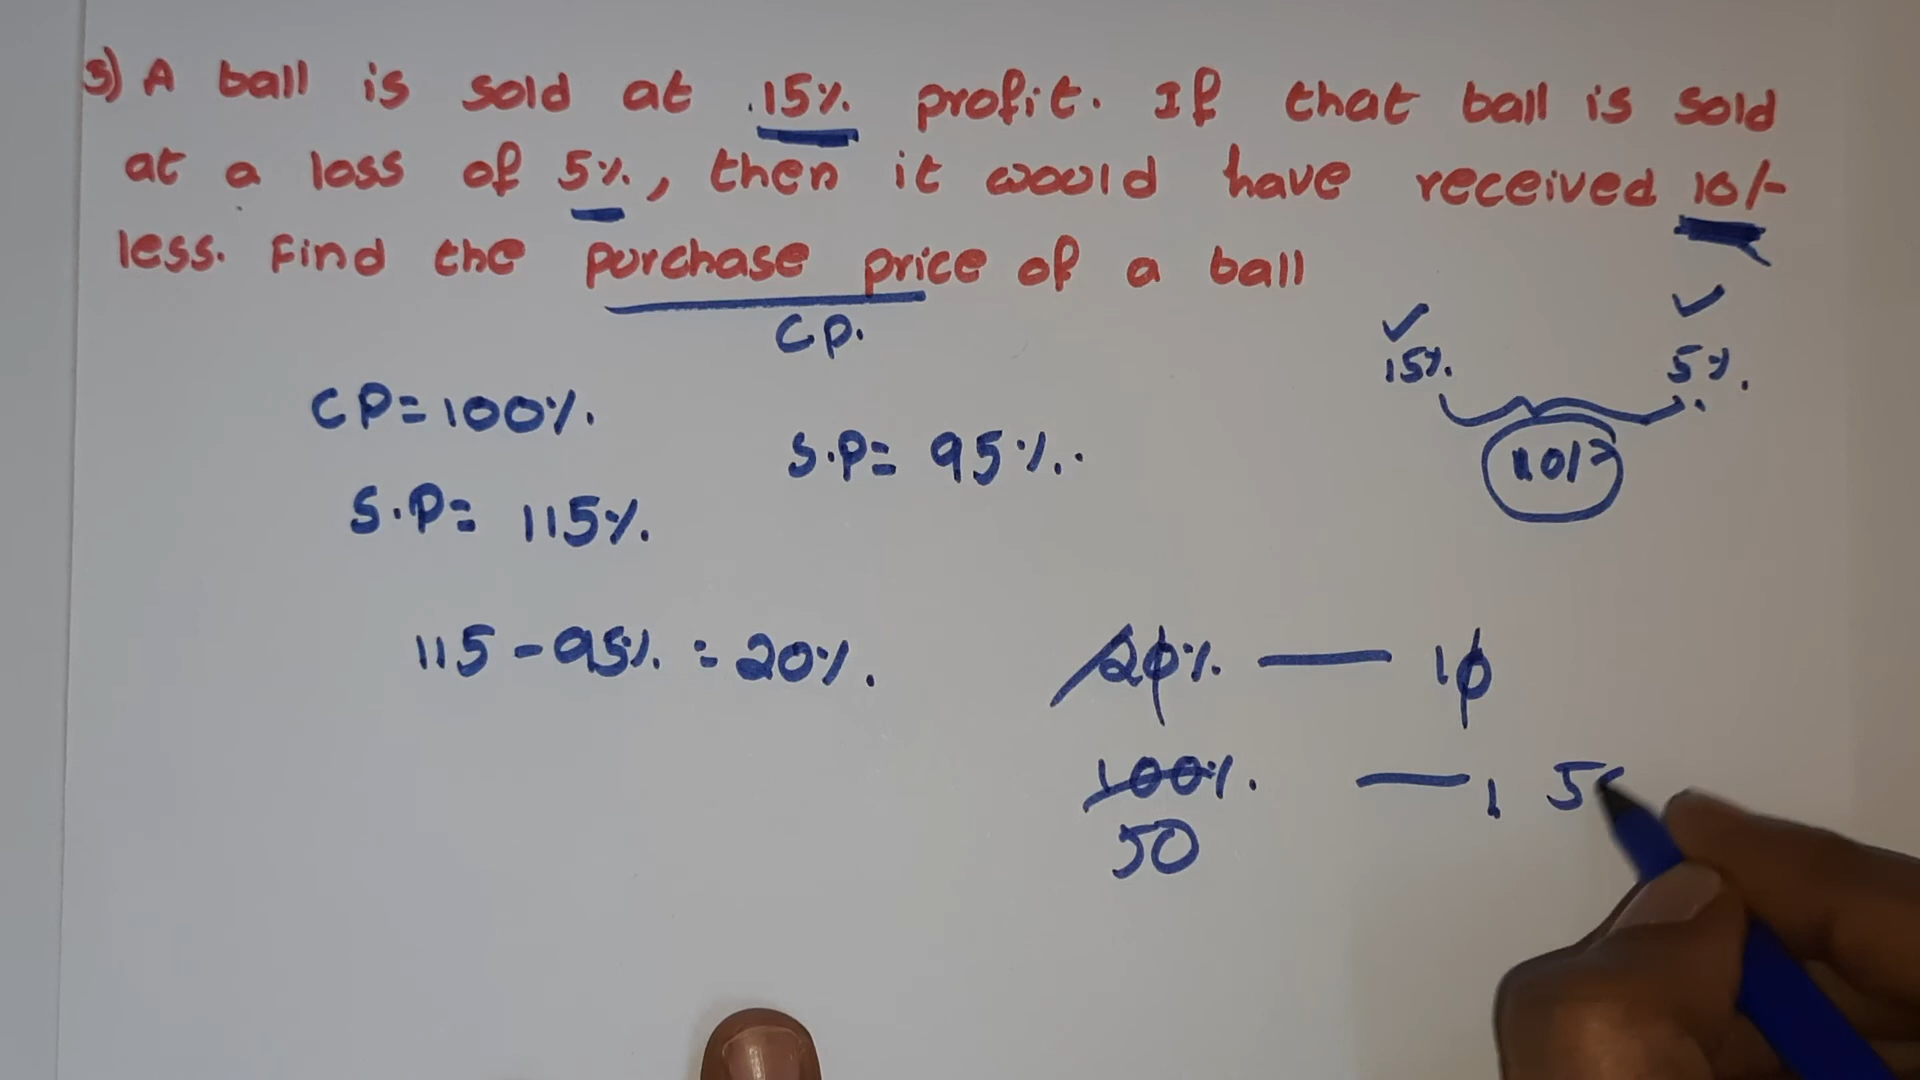 3) A ball is sold at 15% profit. If that ball is sold
at a loss of 5%, then it would have received 10/-
less. Find the purchase price of a ball
CP.
15% 5%.
10/-
CP=100%.
S.P= 95%.
S.P= 115%.
115-95% = 20%.
20% — 10
100%. —
50